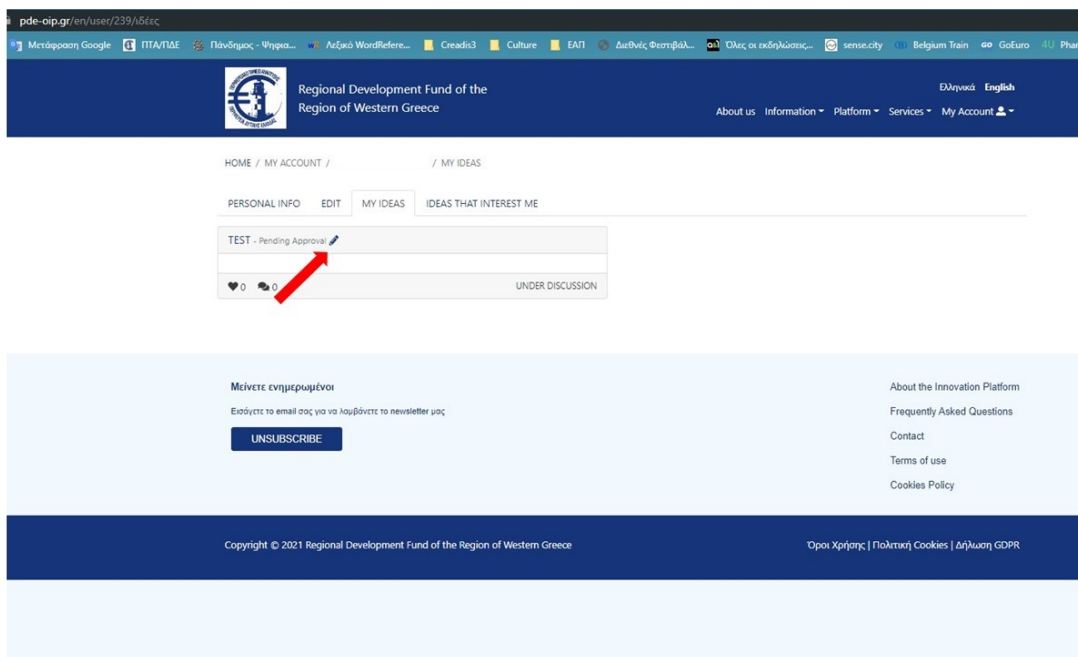 pde-oip.gr/en/user/239/ιδέες
Μετάφραση Google ΠΤΑ/ΠΔΕ Πάνδημος - Ψηφια... Λεξικό WordRefere... Creadis3 Culture ΕΑΠ Διεθνές Φεστιβάλ... Όλες οι εκδηλώσεις... sense.city Belgium Train GoEuro Phar
Regional Development Fund of the
Region of Western Greece
Ελληνικά English
About us Information Platform Services My Account
HOME / MY ACCOUNT / / MY IDEAS
PERSONAL INFO EDIT MY IDEAS IDEAS THAT INTEREST ME
TEST - Pending Approval
0 0 UNDER DISCUSSION
Μείνετε ενημερωμένοι
Εισάγετε το email σας για να λαμβάνετε το newsletter μας
UNSUBSCRIBE
About the Innovation Platform
Frequently Asked Questions
Contact
Terms of use
Cookies Policy
Copyright © 2021 Regional Development Fund of the Region of Western Greece
Όροι Χρήσης | Πολιτική Cookies | Δήλωση GDPR